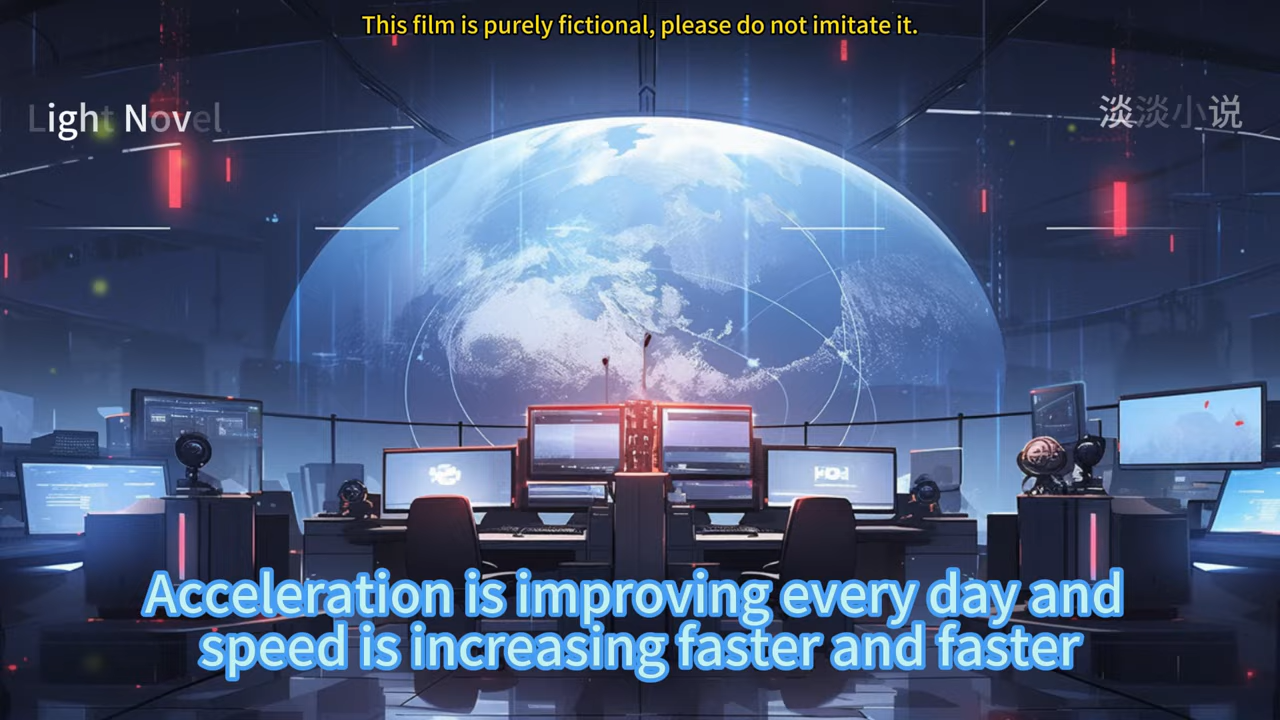 This film is purely fictional, please do not imitate it.
Light Novel
淡淡小说
Acceleration is improving every day and
speed is increasing faster and faster